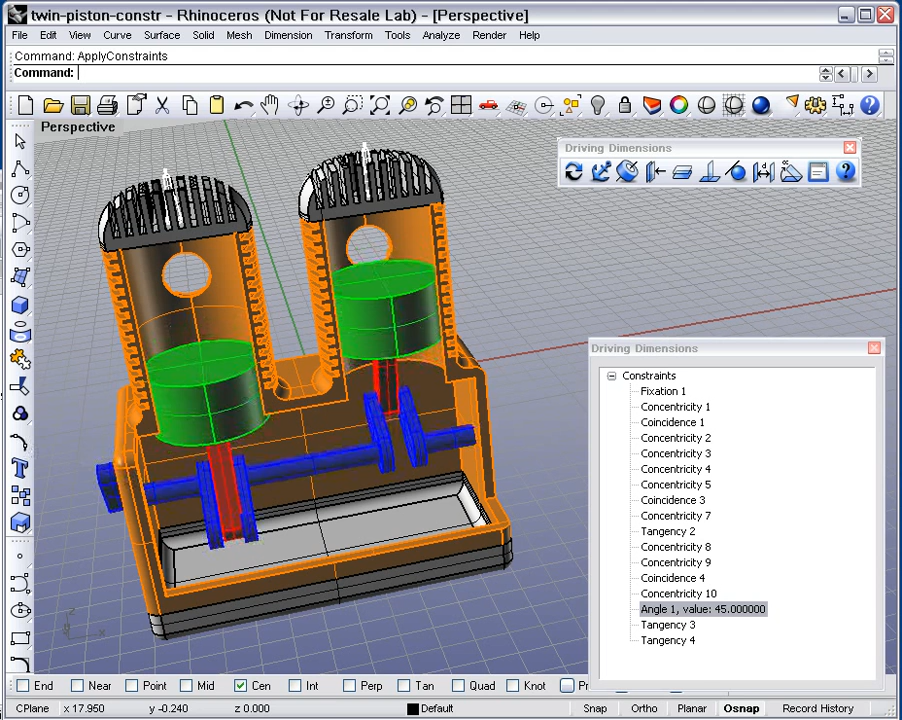 twin-piston-constr - Rhinoceros (Not For Resale Lab) - [Perspective]
File Edit View Curve Surface Solid Mesh Dimension Transform Tools Analyze Render Help
Command: ApplyConstraints
Command:
Perspective
Driving Dimensions
Driving Dimensions
Constraints
Fixation 1
Concentricity 1
Coincidence 1
Concentricity 2
Concentricity 3
Concentricity 4
Concentricity 5
Coincidence 3
Concentricity 7
Tangency 2
Concentricity 8
Concentricity 9
Coincidence 4
Concentricity 10
Angle 1, value: 45.000000
Tangency 3
Tangency 4
z
x
End Near Point Mid Cen Int Perp Tan Quad Knot
CPlane x 17.950 y -0.240 z 0.000 Default Snap Ortho Planar Osnap Record History